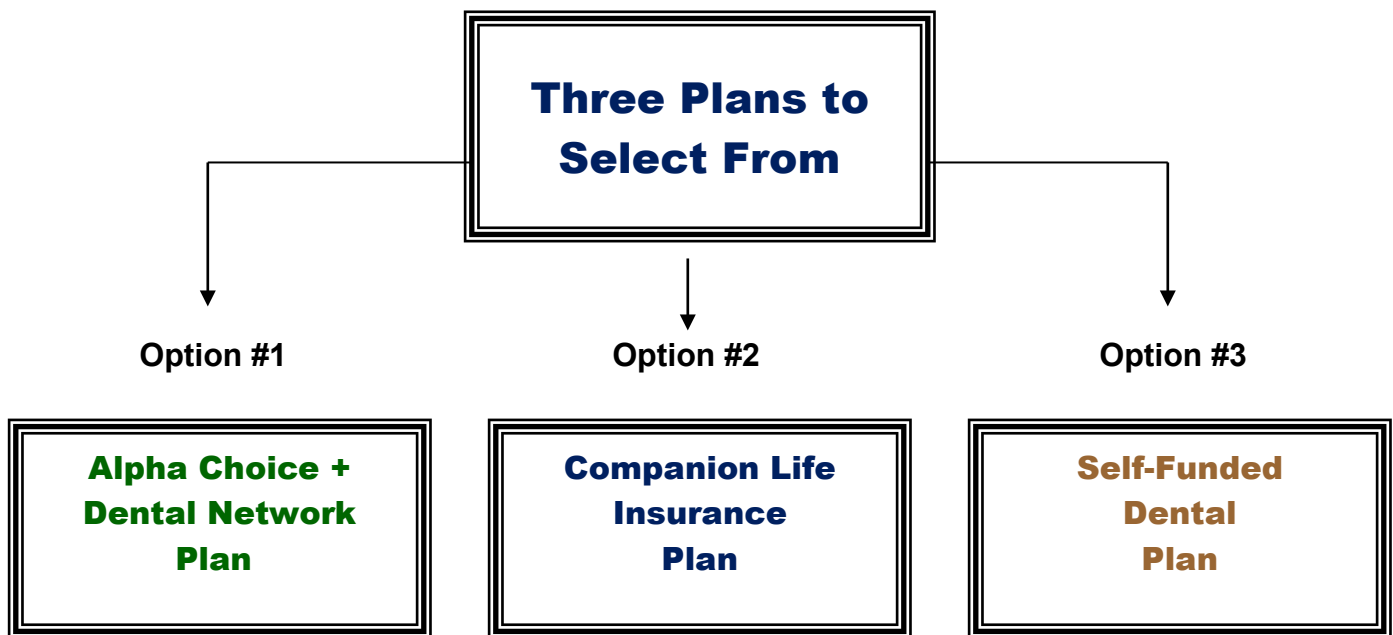 Three Plans to
Select From
Option #1
Option #2
Option #3
Alpha Choice +
Dental Network
Plan
Companion Life
Insurance
Plan
Self-Funded
Dental
Plan